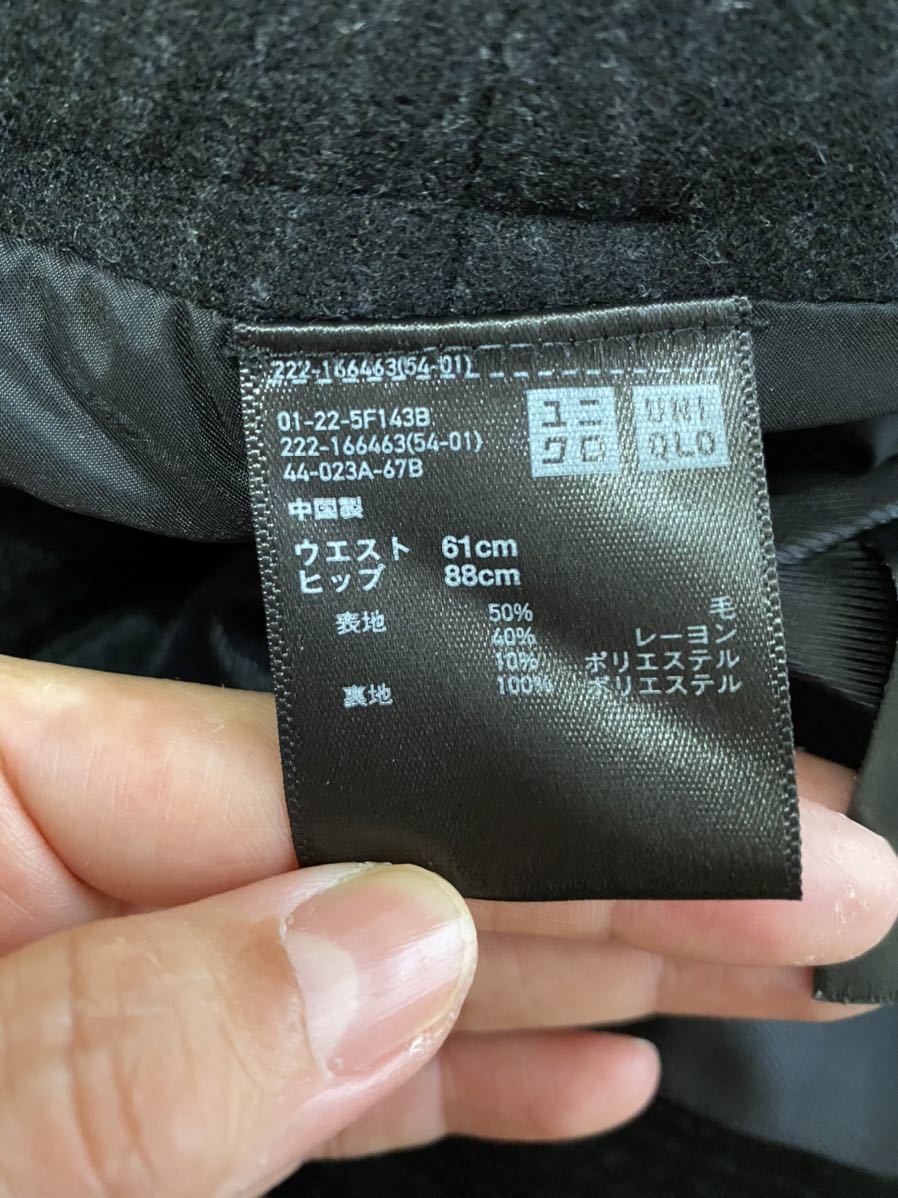 222-166463(54-01)
01-22-5F143B
222-166463(54-01)
44-023A-67B
ユニ
クロ
UNI
QLO
中国製
ウエスト 61cm
ヒップ 88cm
表地 50% 毛
40% レーヨン
10% ポリエステル
裏地 100% ポリエステル